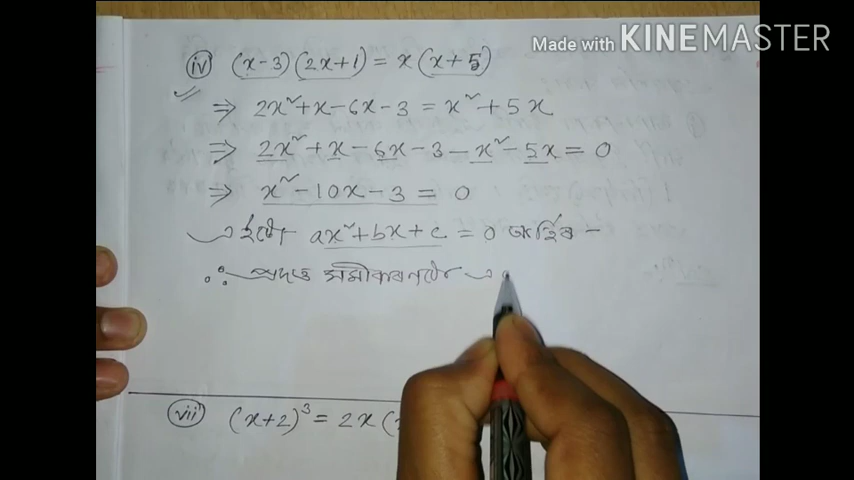 Made with KINEMASTER
(iv) (x-3)(2x+1) = x(x+5)
⇒ 2x²+x-6x-3 = x²+5x
⇒ 2x²+x-6x-3-x²-5x=0
⇒ x²-10x-3=0
ax²+bx+c=0 আৰ্হিৰ -
∴ প্ৰদত্ত সমীকৰণটো এ
(vii) (x+2)³ = 2x(